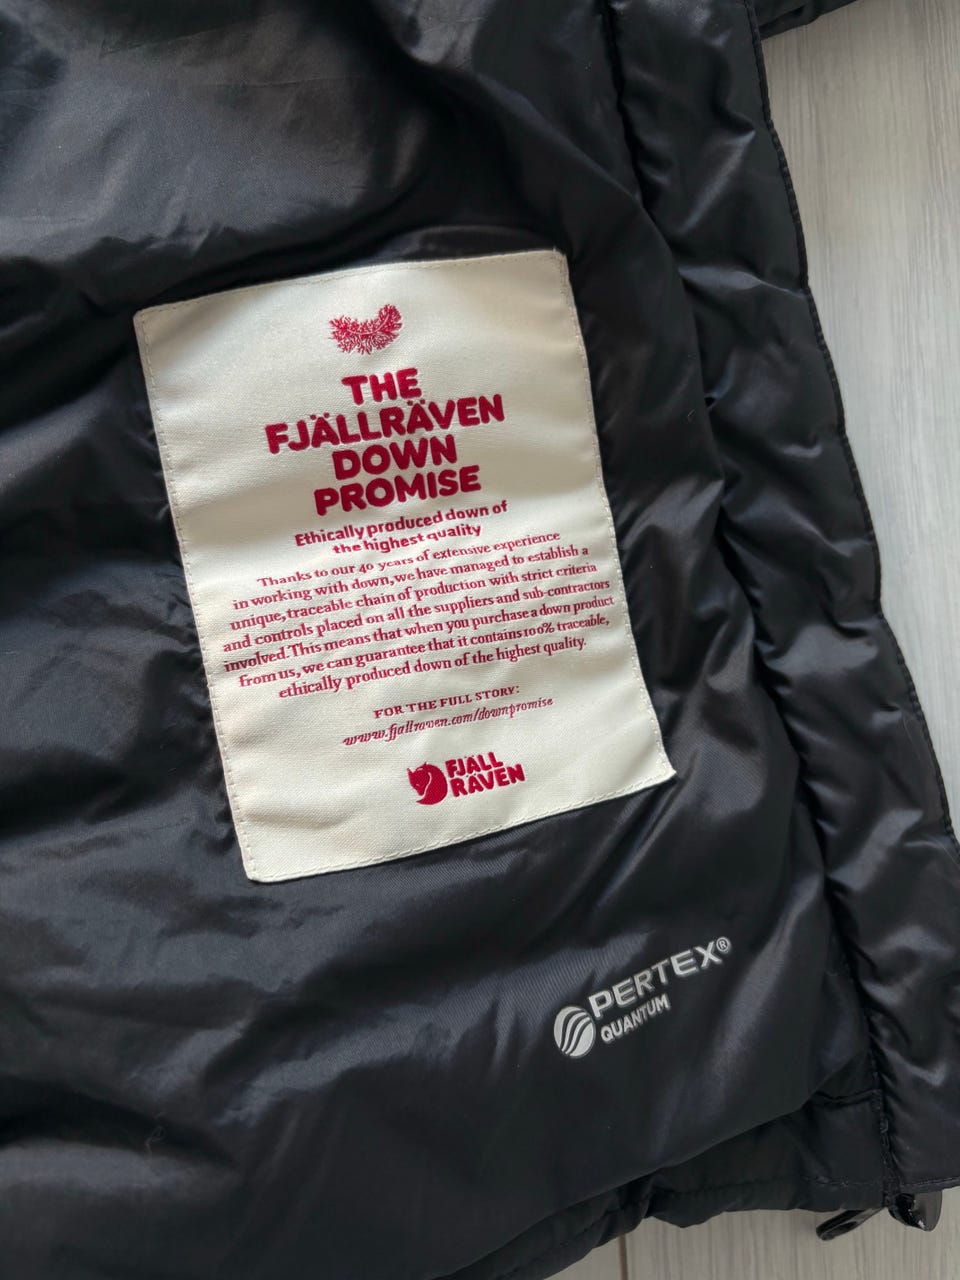 THE
FJÄLLRÄVEN
DOWN
PROMISE
Ethically produced down of
the highest quality
Thanks to our 40 years of extensive experience
in working with down, we have managed to establish a
unique, traceable chain of production with strict criteria
and controls placed on all the suppliers and sub-contractors
involved. This means that when you purchase a down product
from us, we can guarantee that it contains 100% traceable,
ethically produced down of the highest quality.
FOR THE FULL STORY:
www.fjallraven.com/downpromise
FJÄLL
RÄVEN
PERTEX®
QUANTUM